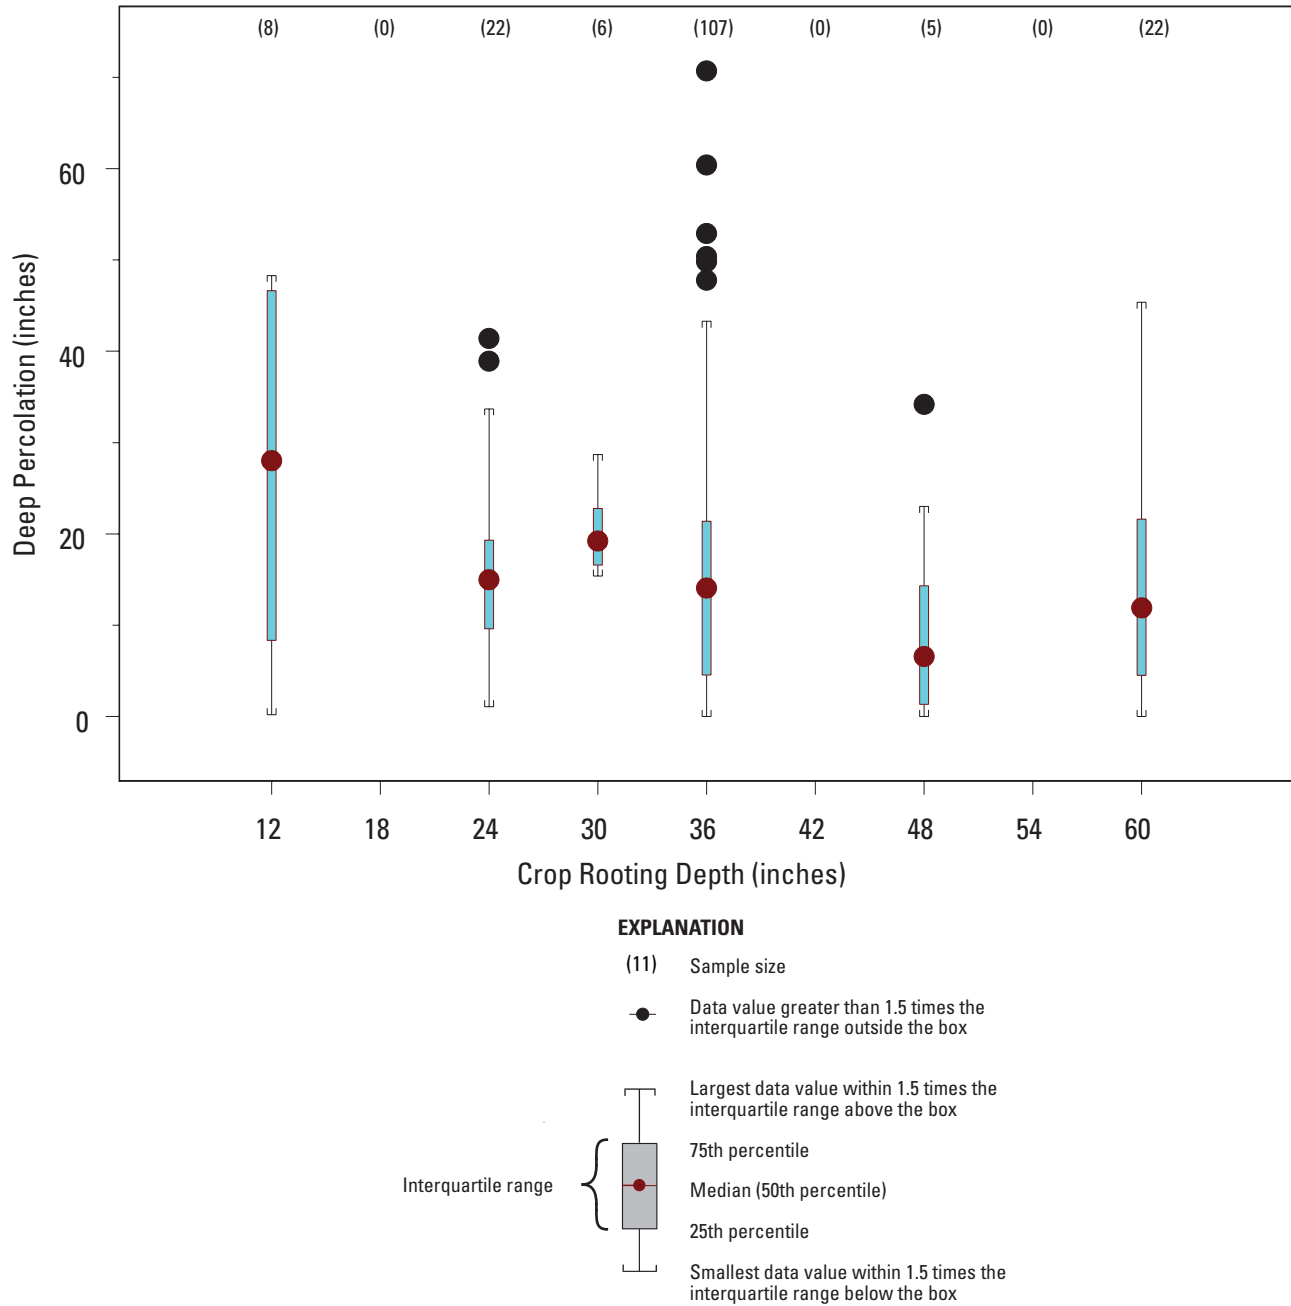 (8) (0) (22) (6) (107) (0) (5) (0) (22)
60
40
20
0
Deep Percolation (inches)
12 18 24 30 36 42 48 54 60
Crop Rooting Depth (inches)
EXPLANATION
(11) Sample size
Data value greater than 1.5 times the
interquartile range outside the box
Largest data value within 1.5 times the
interquartile range above the box
75th percentile
Interquartile range
Median (50th percentile)
25th percentile
Smallest data value within 1.5 times the
interquartile range below the box